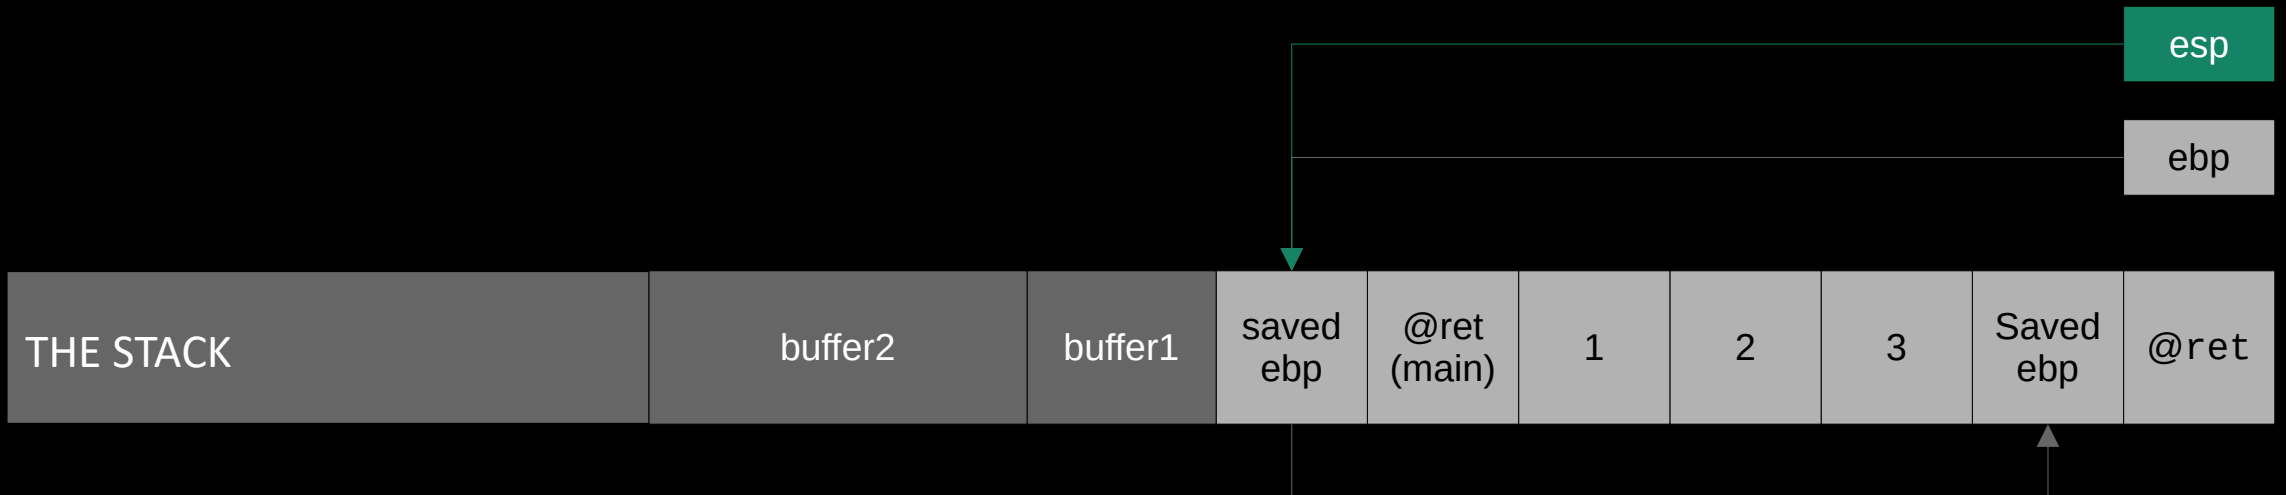 esp
ebp
THE STACK
buffer2
buffer1
saved
ebp
@ret
(main)
1
2
3
Saved
ebp
@ret